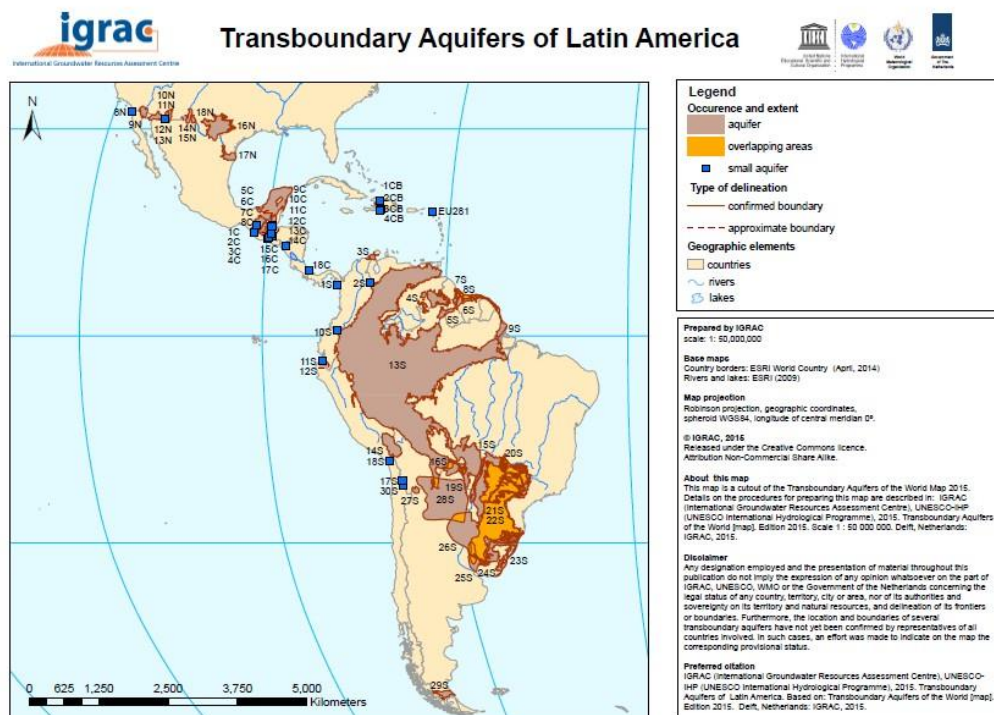 igrac
International Groundwater Resources Assessment Centre
Transboundary Aquifers of Latin America
United Nations
Educational, Scientific and
Cultural Organization
International
Hydrological
Programme
World
Meteorological
Organization
Government
of The
Netherlands
N
10N
11N
8N
9N
12N
13N
14N
15N
18N
16N
17N
5C
6C
7C
8C
9C
10C
11C
12C
13C
14C
1C
2C
3C
4C
15C
16C
17C
18C
1CB
2CB
3CB
4CB
EU281
3S
1S
2S
4S
7S
8S
5S
6S
9S
10S
11S
12S
13S
14S
18S
15S
20S
16S
17S
30S
19S
27S
28S
21S
22S
26S
23S
25S
24S
29S
0 625 1,250 2,500 3,750 5,000
Kilometers
Legend
Occurence and extent
aquifer
overlapping areas
small aquifer
Type of delineation
confirmed boundary
approximate boundary
Geographic elements
countries
rivers
lakes
Prepared by IGRAC
scale: 1: 50,000,000
Base maps
Country borders: ESRI World Country (April, 2014)
Rivers and lakes: ESRI (2009)
Map projection
Robinson projection, geographic coordinates,
spheroid WGS84, longitude of central meridian 0º.
© IGRAC, 2015
Released under the Creative Commons licence.
Attribution Non-Commercial Share Alike.
About this map
This map is a cutout of the Transboundary Aquifers of the World Map 2015.
Details on the procedures for preparing this map are described in: IGRAC
(International Groundwater Resources Assessment Centre), UNESCO-IHP
(UNESCO International Hydrological Programme), 2015. Transboundary Aquifers
of the World [map]. Edition 2015. Scale 1 : 50 000 000. Delft, Netherlands:
IGRAC, 2015.
Disclaimer
Any designation employed and the presentation of material throughout this
publication do not imply the expression of any opinion whatsoever on the part of
IGRAC, UNESCO, WMO or the Government of the Netherlands concerning the
legal status of any country, territory, city or area, nor of its authorities and
sovereignty on its territory and natural resources, and delineation of its frontiers
or boundaries. Furthermore, the location and boundaries of several
transboundary aquifers have not yet been confirmed by representatives of all
countries involved. In such cases, an effort was made to indicate on the map the
corresponding provisional status.
Preferred citation
IGRAC (International Groundwater Resources Assessment Centre), UNESCO-
IHP (UNESCO International Hydrological Programme), 2015. Transboundary
Aquifers of Latin America. Based on: Transboundary Aquifers of the World [map].
Edition 2015. Delft, Netherlands: IGRAC, 2015.